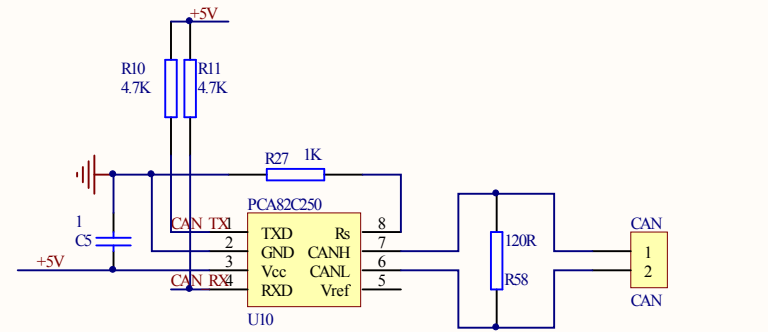 +5V
R10 R11
4.7K 4.7K
R27 1K
PCA82C250
1
C5
CAN TX 1 TXD Rs 8
2 GND CANH 7
+5V 3 Vcc CANL 6
CAN RX 4 RXD Vref 5
U10
120R
R58
CAN
1
2
CAN